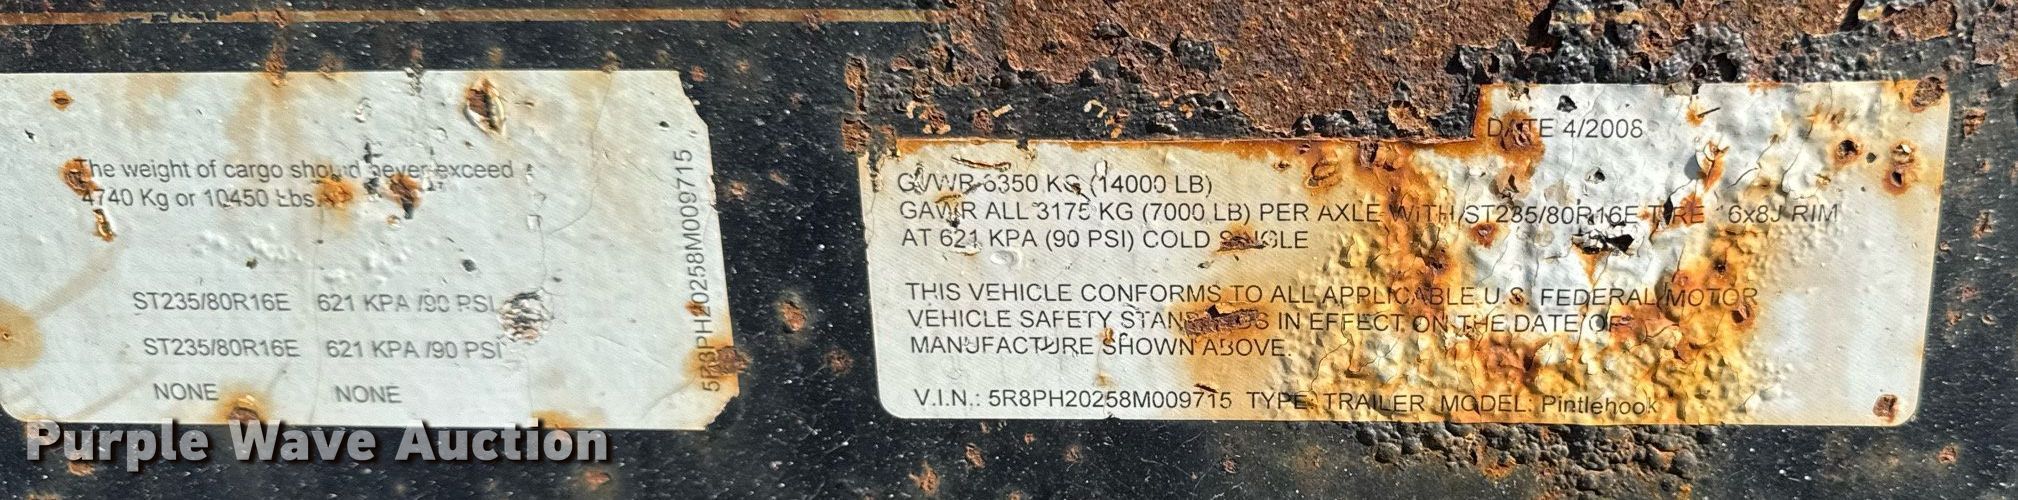 The weight of cargo should never exceed
4740 Kg or 10450 Lbs.
ST235/80R16E 621 KPA /90 PSI
ST235/80R16E 621 KPA /90 PSI
NONE NONE
5R8PH20258M009715
DATE 4/2008
GVWR 6350 KG (14000 LB)
GAWR ALL 3175 KG (7000 LB) PER AXLE WITH ST235/80R16E TIRE 16x8J RIM
AT 621 KPA (90 PSI) COLD SINGLE
THIS VEHICLE CONFORMS TO ALL APPLICABLE U.S. FEDERAL MOTOR
VEHICLE SAFETY STANDARDS IN EFFECT ON THE DATE OF
MANUFACTURE SHOWN ABOVE.
V.I.N.: 5R8PH20258M009715 TYPE: TRAILER MODEL: Pintlehook
Purple Wave Auction